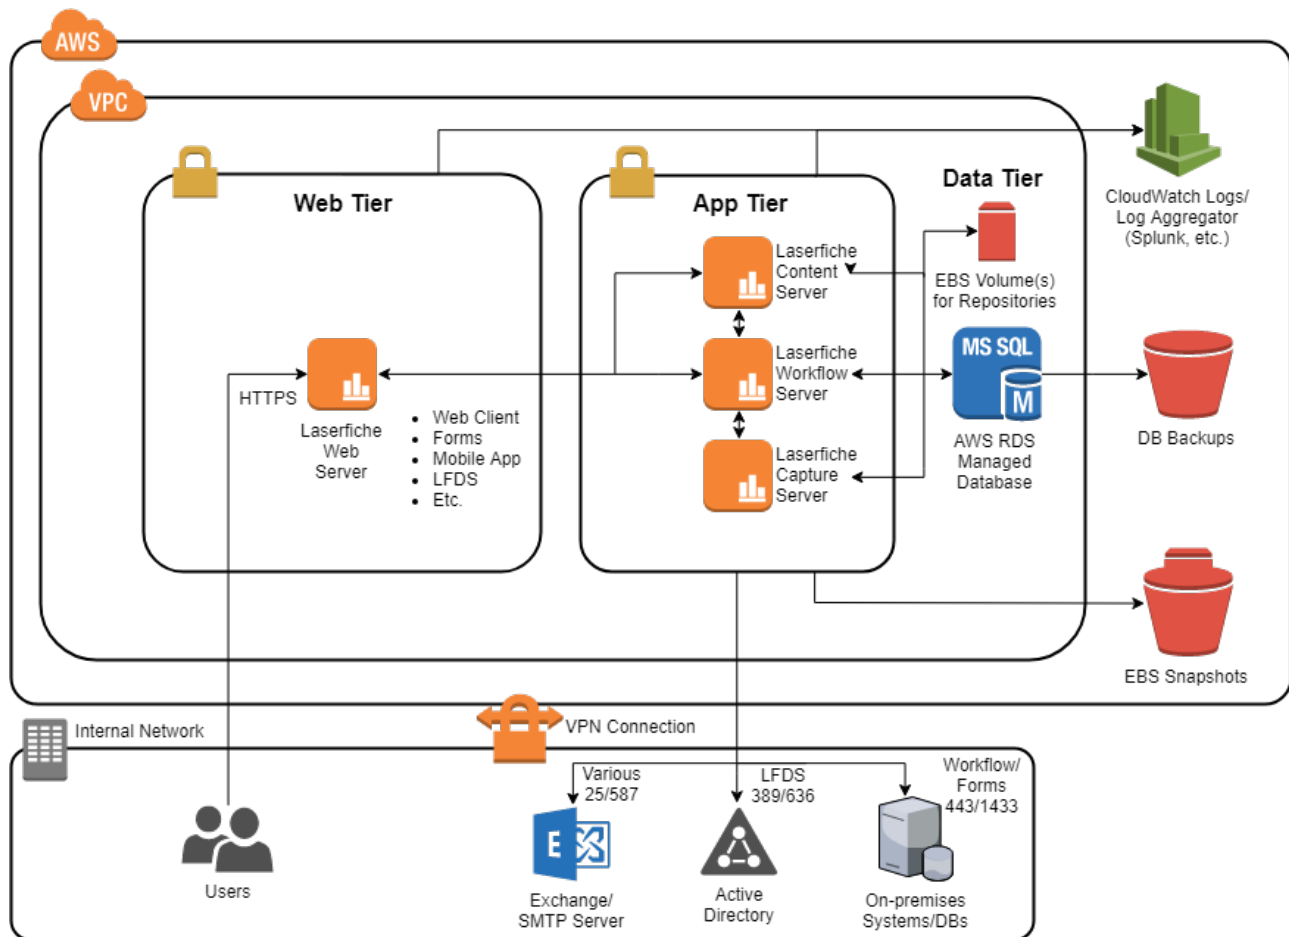 AWS
VPC
Web Tier
App Tier
Data Tier
CloudWatch Logs/
Log Aggregator
(Splunk, etc.)
Laserfiche
Content
Server
EBS Volume(s)
for Repositories
HTTPS
Laserfiche
Web
Server
• Web Client
• Forms
• Mobile App
• LFDS
• Etc.
Laserfiche
Workflow
Server
MS SQL
M
AWS RDS
Managed
Database
DB Backups
Laserfiche
Capture
Server
EBS Snapshots
Internal Network
VPN Connection
Various
25/587
LFDS
389/636
Workflow/
Forms
443/1433
E
Users
Exchange/
SMTP Server
Active
Directory
On-premises
Systems/DBs